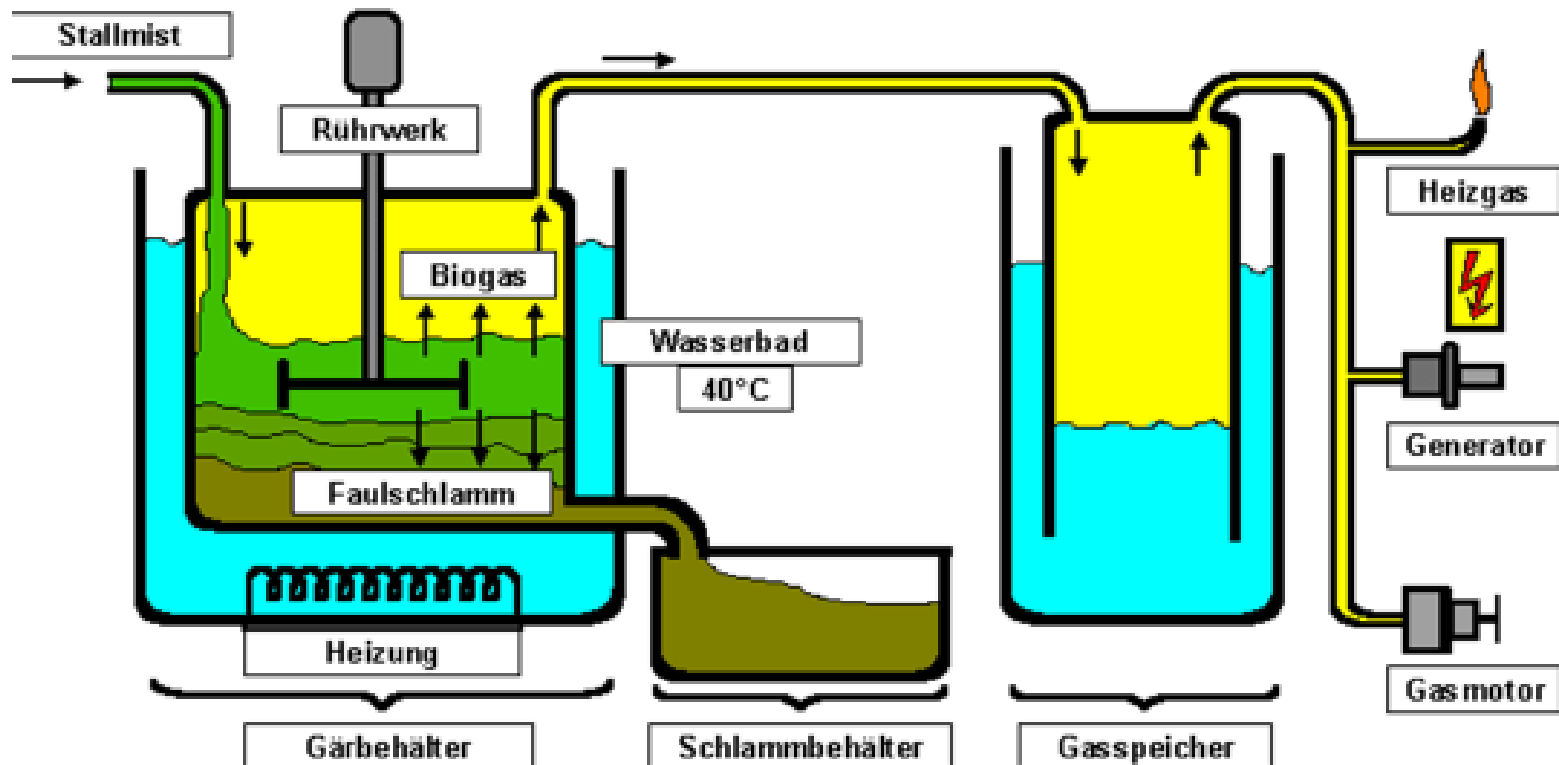 Stallmist
Rührwerk
Heizgas
Biogas
Wasserbad
40°C
Generator
Faulschlamm
Heizung
Gasmotor
Gärbehälter
Schlammbehälter
Gasspeicher